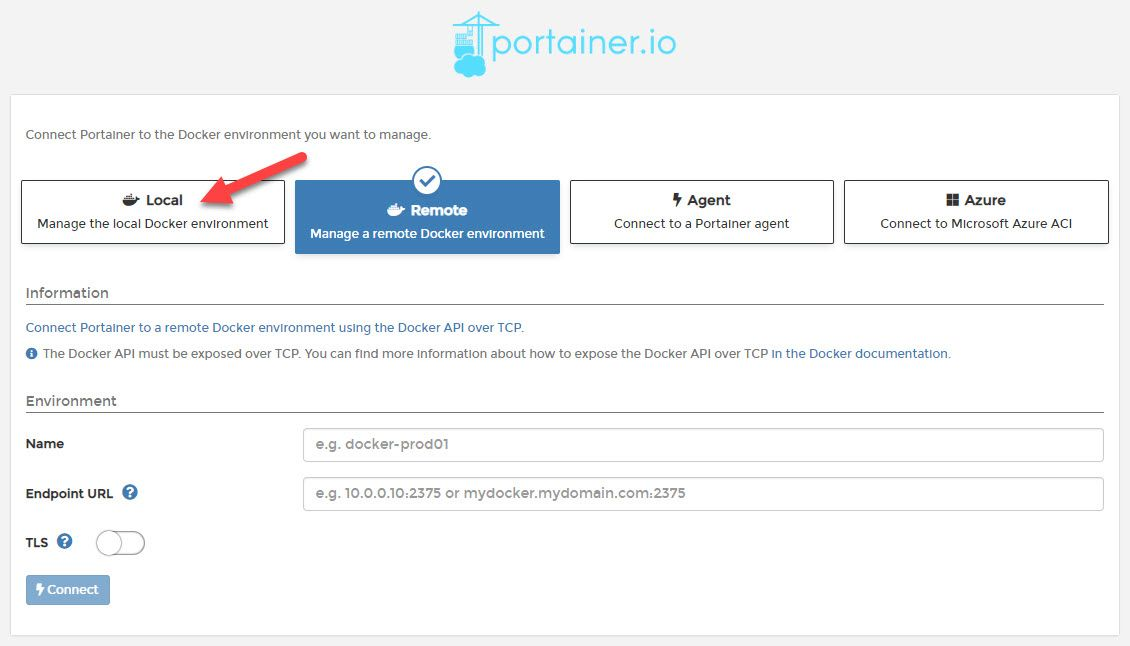 portainer.io
Connect Portainer to the Docker environment you want to manage.
Local
Manage the local Docker environment
Remote
Manage a remote Docker environment
Agent
Connect to a Portainer agent
Azure
Connect to Microsoft Azure ACI
Information
Connect Portainer to a remote Docker environment using the Docker API over TCP.
The Docker API must be exposed over TCP. You can find more information about how to expose the Docker API over TCP in the Docker documentation.
Environment
Name
e.g. docker-prod01
Endpoint URL
e.g. 10.0.0.10:2375 or mydocker.mydomain.com:2375
TLS
Connect